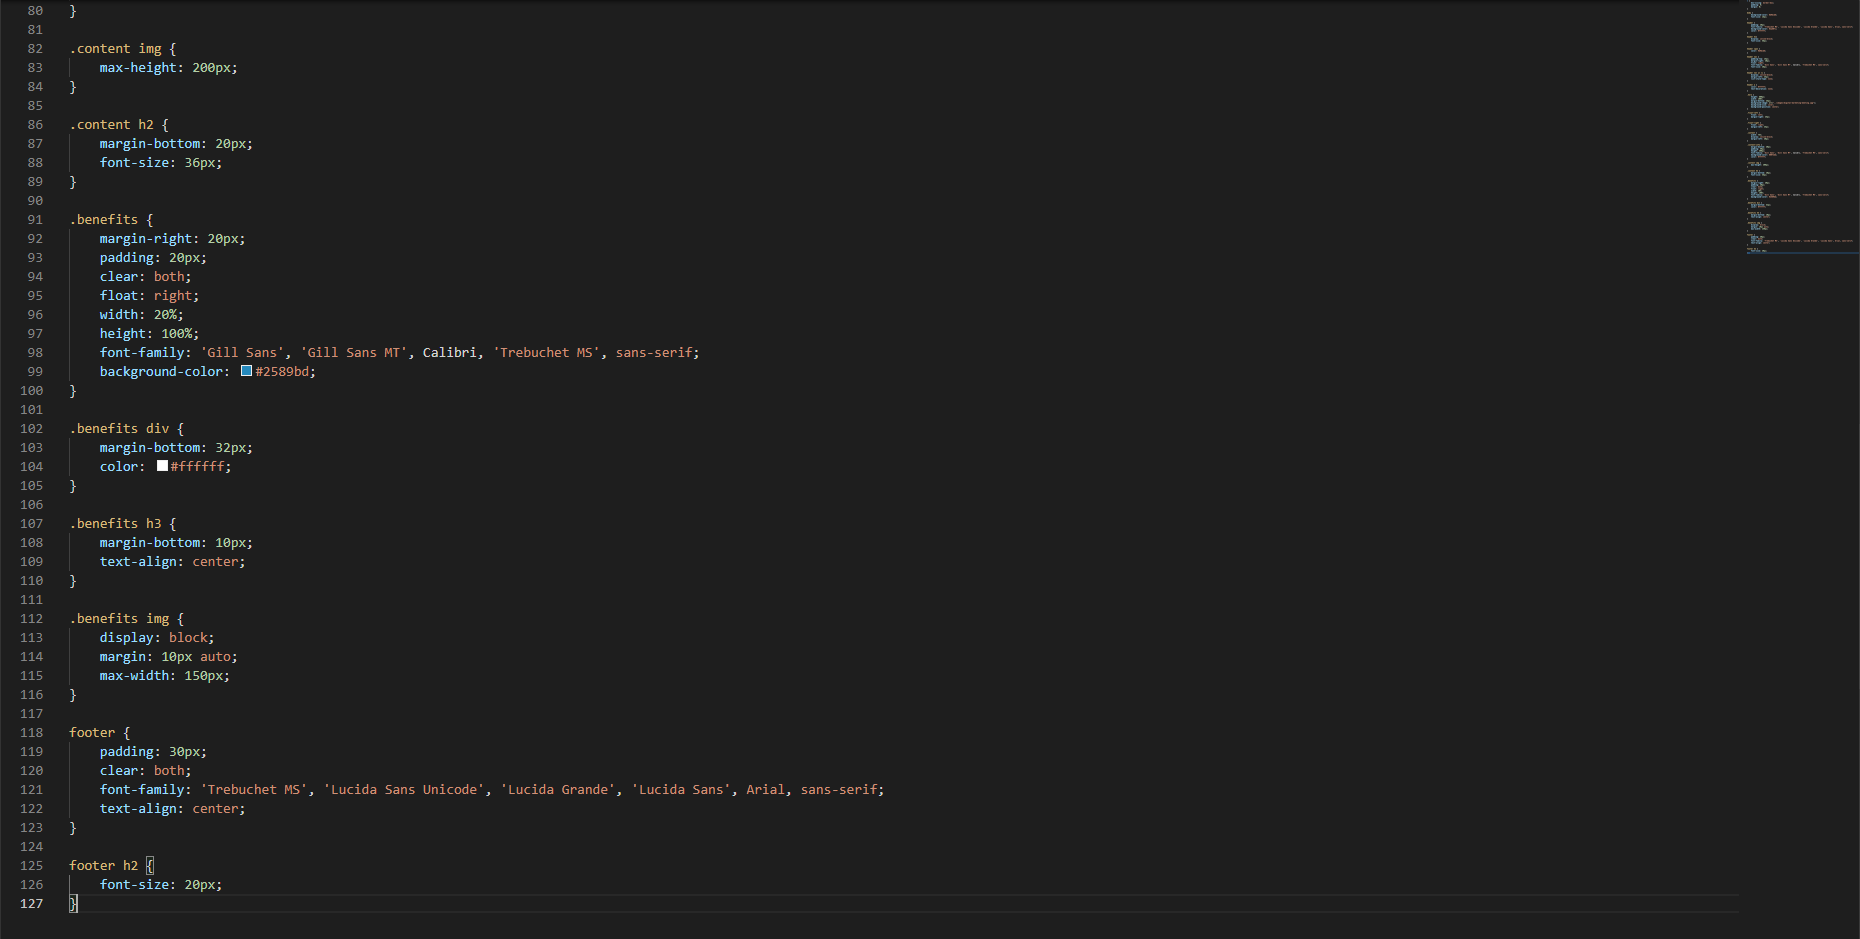 80 }
81
82 .content img {
83     max-height: 200px;
84 }
85
86 .content h2 {
87     margin-bottom: 20px;
88     font-size: 36px;
89 }
90
91 .benefits {
92     margin-right: 20px;
93     padding: 20px;
94     clear: both;
95     float: right;
96     width: 20%;
97     height: 100%;
98     font-family: 'Gill Sans', 'Gill Sans MT', Calibri, 'Trebuchet MS', sans-serif;
99     background-color: #2589bd;
100 }
101
102 .benefits div {
103     margin-bottom: 32px;
104     color: #ffffff;
105 }
106
107 .benefits h3 {
108     margin-bottom: 10px;
109     text-align: center;
110 }
111
112 .benefits img {
113     display: block;
114     margin: 10px auto;
115     max-width: 150px;
116 }
117
118 footer {
119     padding: 30px;
120     clear: both;
121     font-family: 'Trebuchet MS', 'Lucida Sans Unicode', 'Lucida Grande', 'Lucida Sans', Arial, sans-serif;
122     text-align: center;
123 }
124
125 footer h2 {
126     font-size: 20px;
127 }